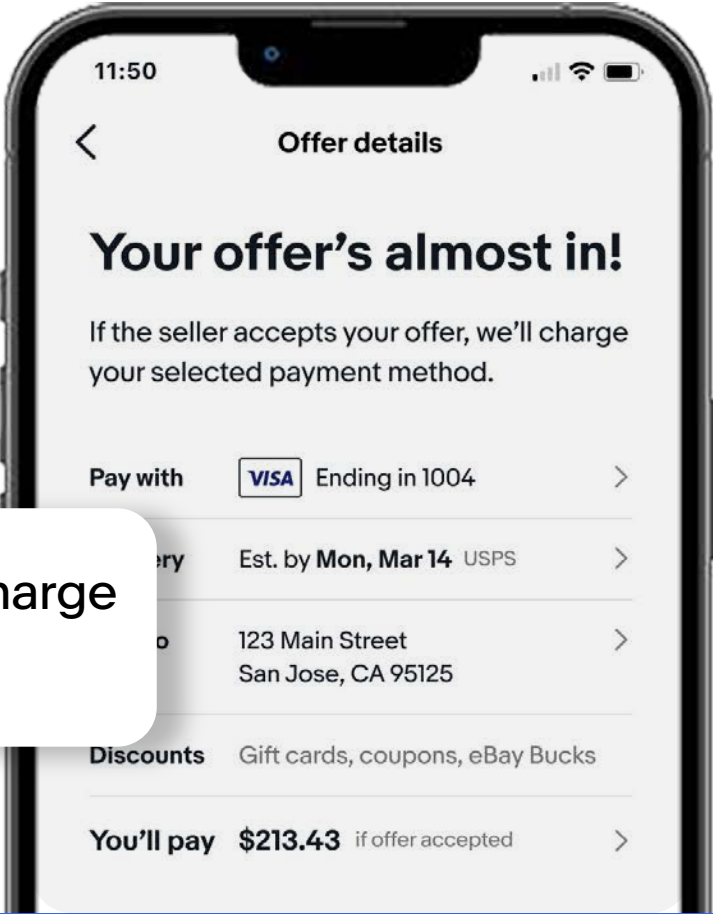 11:50
Offer details
Your offer's almost in!
If the seller accepts your offer, we'll charge
your selected payment method.
Pay with VISA Ending in 1004
Est. by Mon, Mar 14 USPS
123 Main Street
San Jose, CA 95125
Discounts Gift cards, coupons, eBay Bucks
You'll pay $213.43 if offer accepted